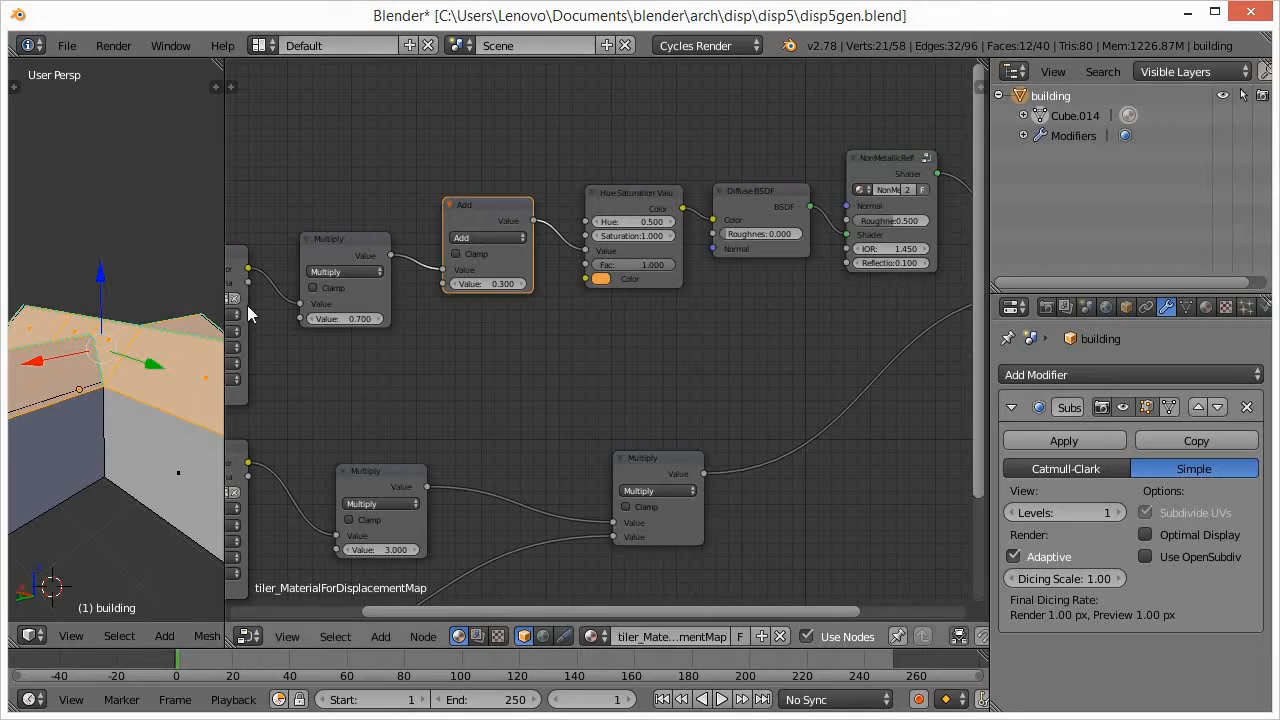 Blender* [C:\Users\Lenovo\Documents\blender\arch\disp\disp5\disp5gen.blend]
File Render Window Help Default Scene Cycles Render v2.78 | Verts:21/58 | Edges:32/96 | Faces:12/40 | Tris:80 | Mem:1226.87M | building
User Persp
View Search Visible Layers
building
Cube.014
Modifiers
NonMetallicRefl
Shader
NonMe 2 F
Normal
Roughne:0.500
Shader
IOR: 1.450
Reflectio:0.100
Diffuse BSDF
BSDF
Color
Roughnes: 0.000
Normal
Hue Saturation Valu
Color
Hue: 0.500
Saturation:1.000
Value
Fac: 1.000
Color
Add
Value
Add
Clamp
Value
Value: 0.300
Multiply
Value
Multiply
Clamp
Value
Value: 0.700
Multiply
Value
Multiply
Clamp
Value
Value: 3.000
Multiply
Value
Multiply
Clamp
Value
Value
tiler_MaterialForDisplacementMap
(1) building
building
Add Modifier
Subs
Apply Copy
Catmull-Clark Simple
View: Options:
Levels: 1 Subdivide UVs
Render: Optimal Display
Adaptive Use OpenSubdiv
Dicing Scale: 1.00
Final Dicing Rate:
Render 1.00 px, Preview 1.00 px
View Select Add Mesh View Select Add Node tiler_Mate...mentMap F Use Nodes
-40 -20 0 20 40 60 80 100 120 140 160 180 200 220 240 260
View Marker Frame Playback Start: 1 End: 250 1 No Sync